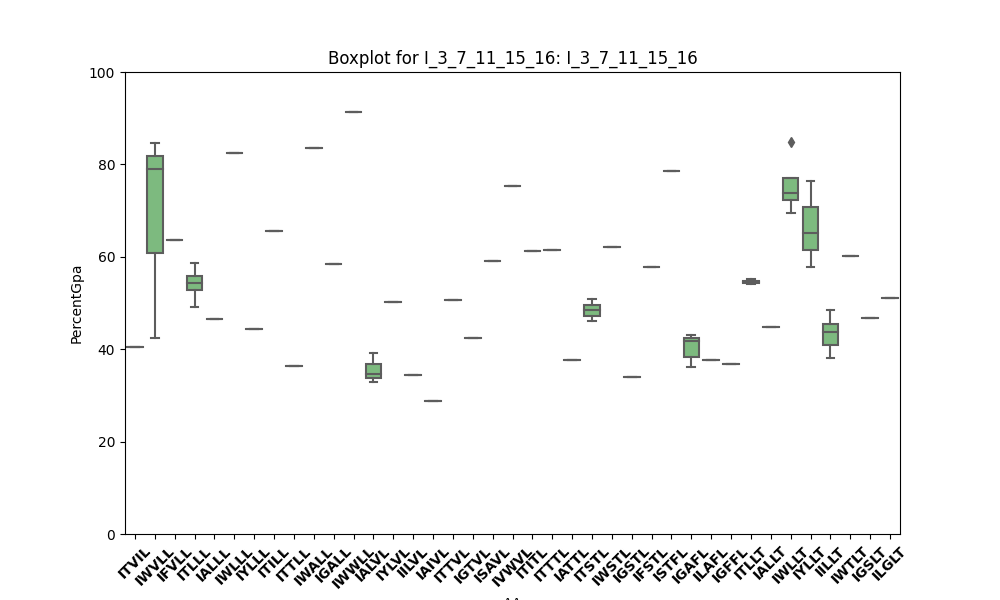 Boxplot for I_3_7_11_15_16: I_3_7_11_15_16
100
80
60
40
20
0
PercentGpa
ITVIL
IWVLL
IFVLL
ITLLL
IALLL
IWLLL
IYLLL
ITILL
ITTLL
IWALL
IGALL
IWWLL
IALVL
IYLVL
IILVL
IAIVL
ITTVL
IGTVL
ISAVL
IVWVL
ITITL
ITTTL
IATTL
ITSTL
IWSTL
IGSTL
IFSTL
ISTFL
IGAFL
ILAFL
IGFFL
ITLLT
IALLT
IWLLT
IYLLT
IILLT
IWTLT
IGSLT
ILGLT